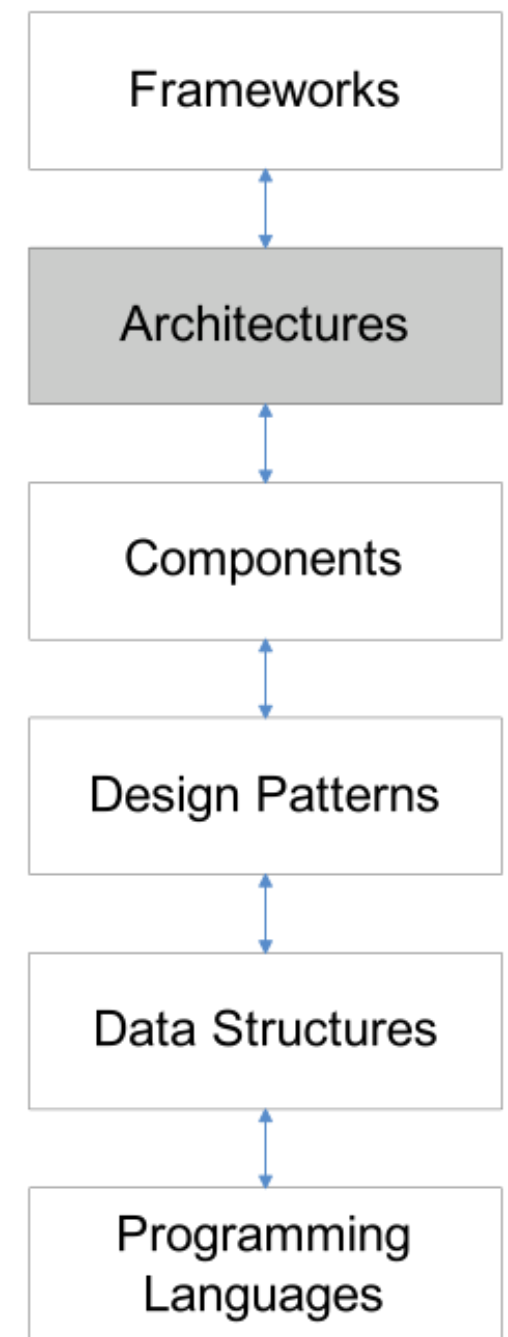 Frameworks
Architectures
Components
Design Patterns
Data Structures
Programming
Languages